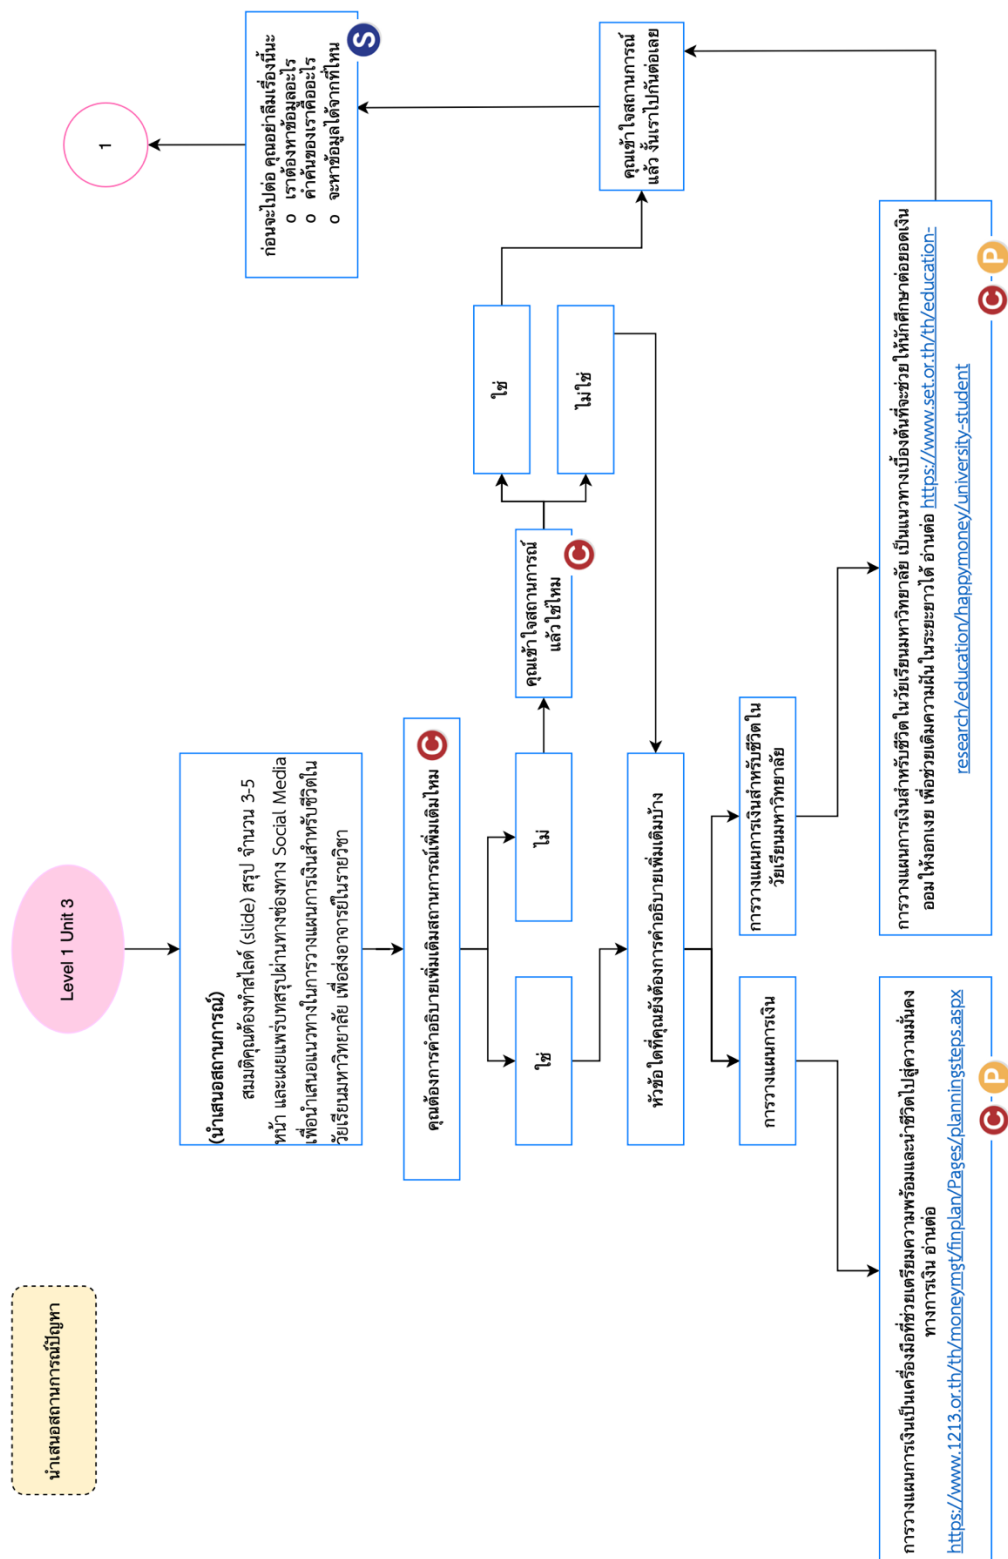 นำเสนอสถานการณ์ปัญหา
Level 1 Unit 3
(นำเสนอสถานการณ์)
สมมติคุณต้องทำสไลด์ (slide) สรุป จำนวน 3-5
หน้า และเผยแพร่บทสรุปผ่านทางช่องทาง Social Media
เพื่อนำเสนอแนวทางในการวางแผนการเงินสำหรับชีวิตใน
วัยเรียนมหาวิทยาลัย เพื่อส่งอาจารย์ในรายวิชา
คุณต้องการคำอธิบายเพิ่มเติมสถานการณ์เพิ่มเติมไหม
C
ใช่
ไม่
คุณเข้าใจสถานการณ์
แล้วใช่ไหม
C
ใช่
ไม่ใช่
หัวข้อใดที่คุณยังต้องการคำอธิบายเพิ่มเติมบ้าง
การวางแผนการเงิน
การวางแผนการเงินสำหรับชีวิตใน
วัยเรียนมหาวิทยาลัย
การวางแผนการเงินเป็นเครื่องมือที่ช่วยเตรียมความพร้อมและนำชีวิตไปสู่ความมั่นคง
ทางการเงิน อ่านต่อ
https://www.1213.or.th/th/moneymgt/finplan/Pages/planningsteps.aspx
C
P
การวางแผนการเงินสำหรับชีวิตในวัยเรียนมหาวิทยาลัย เป็นแนวทางเบื้องต้นที่จะช่วยให้นักศึกษาต่อยอดเงิน
ออมให้งอกเงย เพื่อช่วยเติมความฝันในระยะยาวได้ อ่านต่อ https://www.set.or.th/th/education-
research/education/happymoney/university-student
C
P
คุณเข้าใจสถานการณ์
แล้ว งั้นเราไปกันต่อเลย
ก่อนจะไปต่อ คุณอย่าลืมเรื่องนี้นะ
o เราต้องหาข้อมูลอะไร
o คำค้นของเราคืออะไร
o จะหาข้อมูลได้จากที่ไหน
S
1